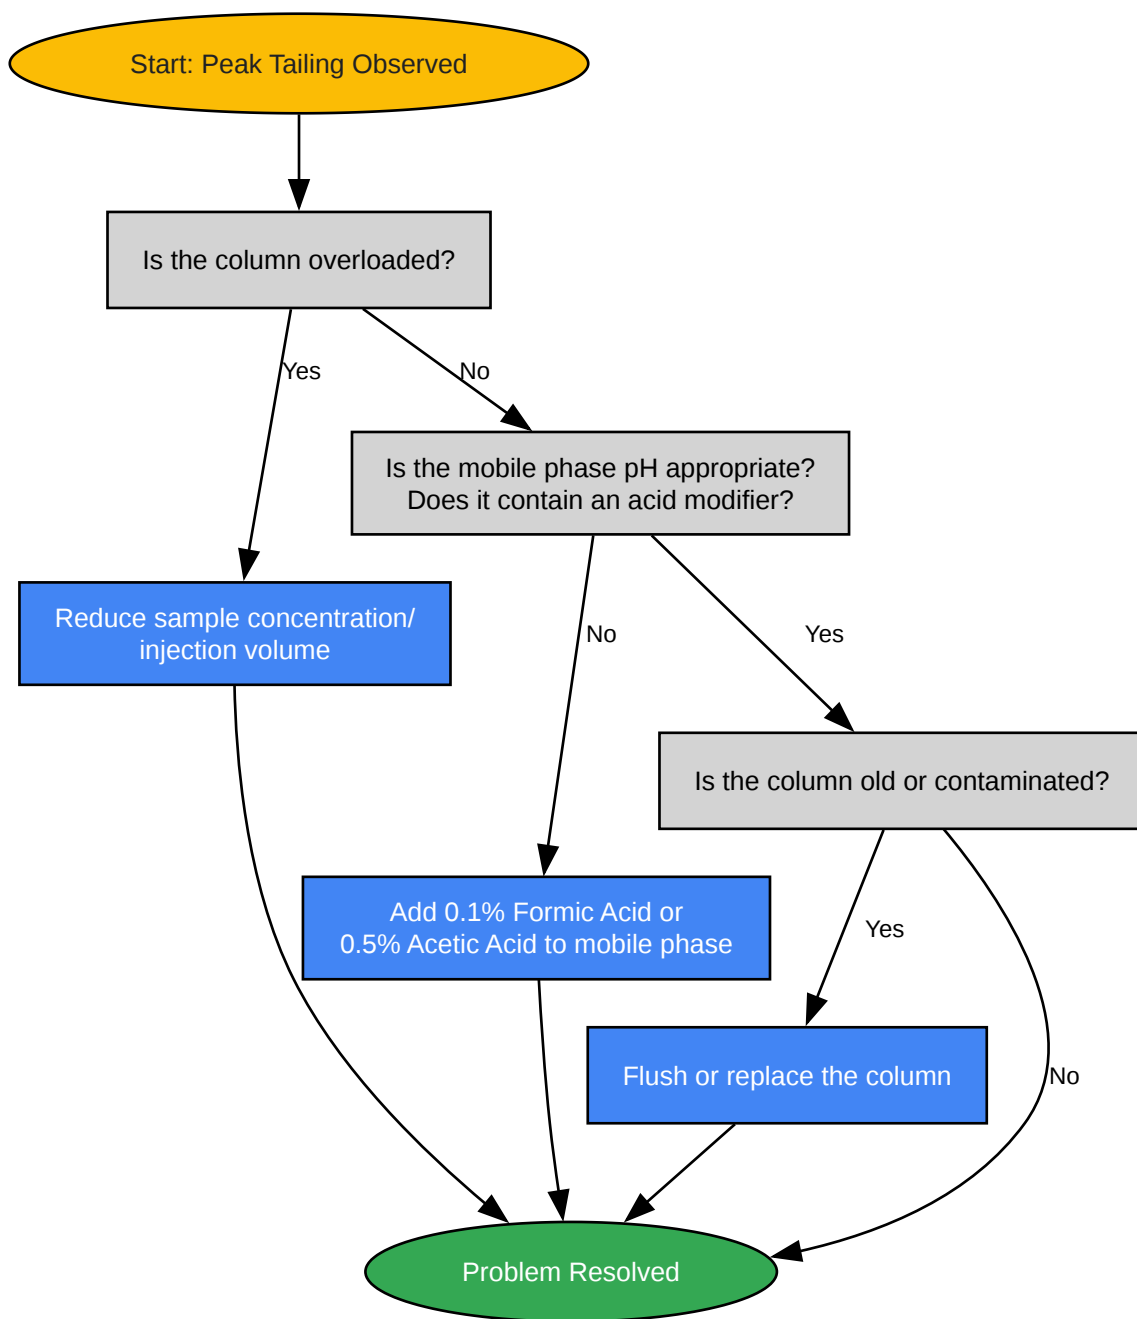 Start: Peak Tailing Observed
Is the column overloaded?
Yes
No
Is the mobile phase pH appropriate?
Does it contain an acid modifier?
Reduce sample concentration/
injection volume
No
Yes
Is the column old or contaminated?
Add 0.1% Formic Acid or
0.5% Acetic Acid to mobile phase
Yes
Flush or replace the column
No
Problem Resolved